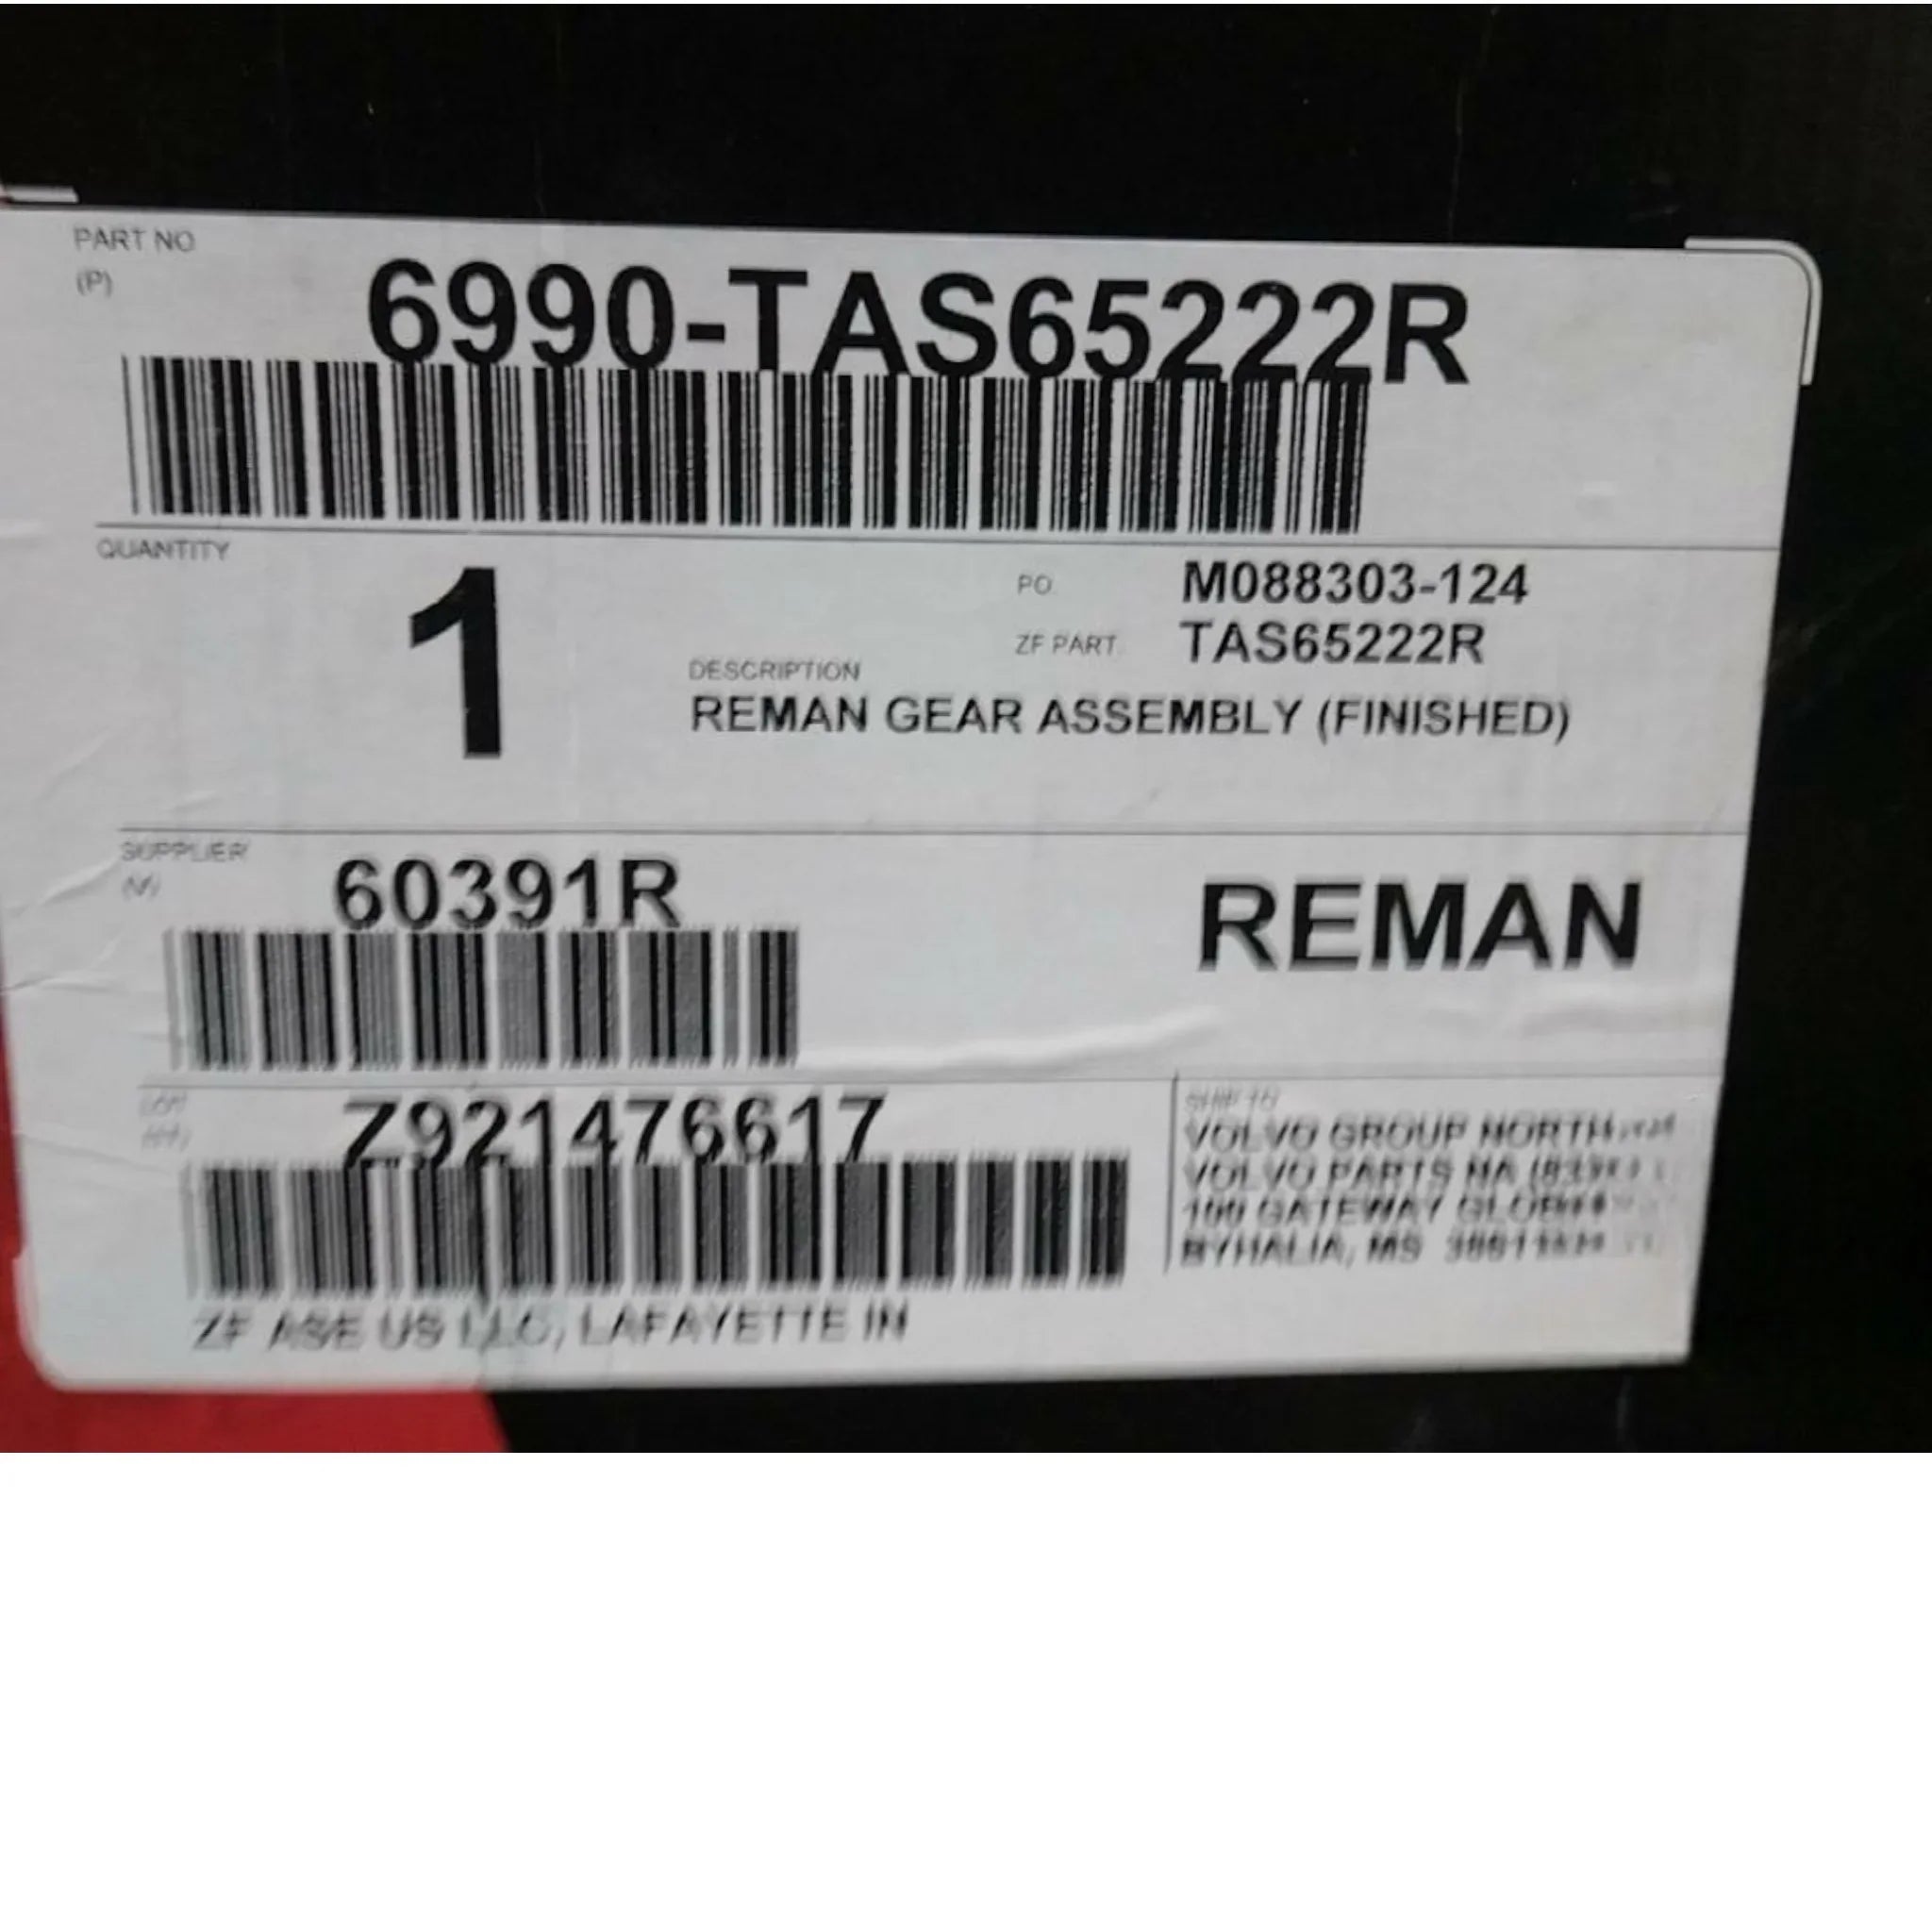 PART NO
(P)
6990-TAS65222R
QUANTITY
1
PO
M088303-124
ZF PART
TAS65222R
DESCRIPTION
REMAN GEAR ASSEMBLY (FINISHED)
SUPPLIER
(V)
60391R
REMAN
Z921476617
SHIP TO
VOLVO GROUP NORTH
VOLVO PARTS NA
100 GATEWAY
BYHALIA, MS
ZF ASE US LLC, LAFAYETTE IN